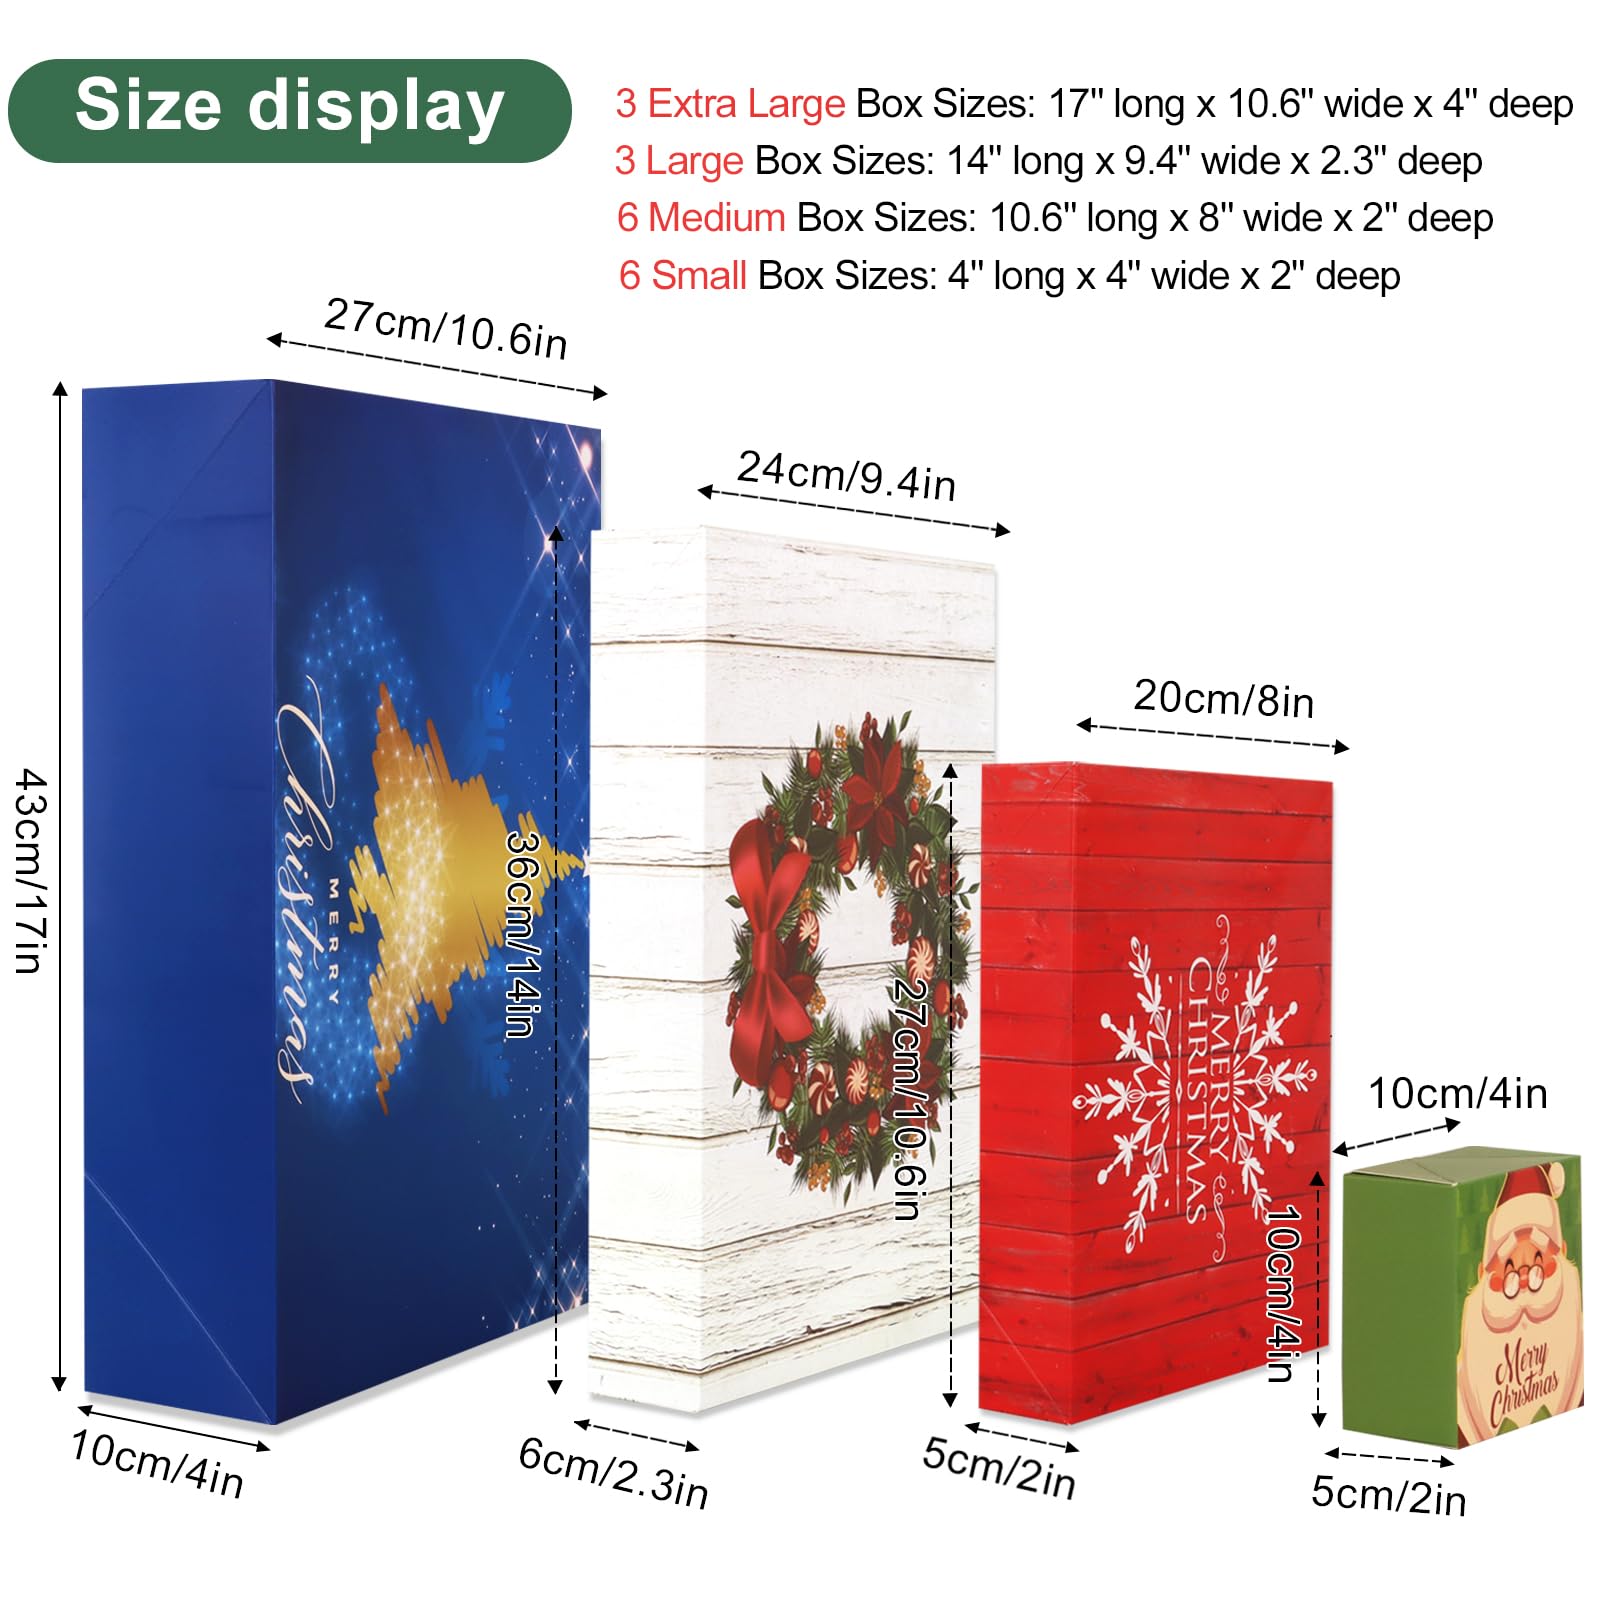 Size display
3 Extra Large Box Sizes: 17" long x 10.6" wide x 4" deep
3 Large Box Sizes: 14" long x 9.4" wide x 2.3" deep
6 Medium Box Sizes: 10.6" long x 8" wide x 2" deep
6 Small Box Sizes: 4" long x 4" wide x 2" deep
27cm/10.6in
43cm/17in
MERRY
Christmas
10cm/4in
24cm/9.4in
36cm/14in
6cm/2.3in
20cm/8in
27cm/10.6in
MERRY
CHRISTMAS
5cm/2in
10cm/4in
10cm/4in
Merry
Christmas
5cm/2in